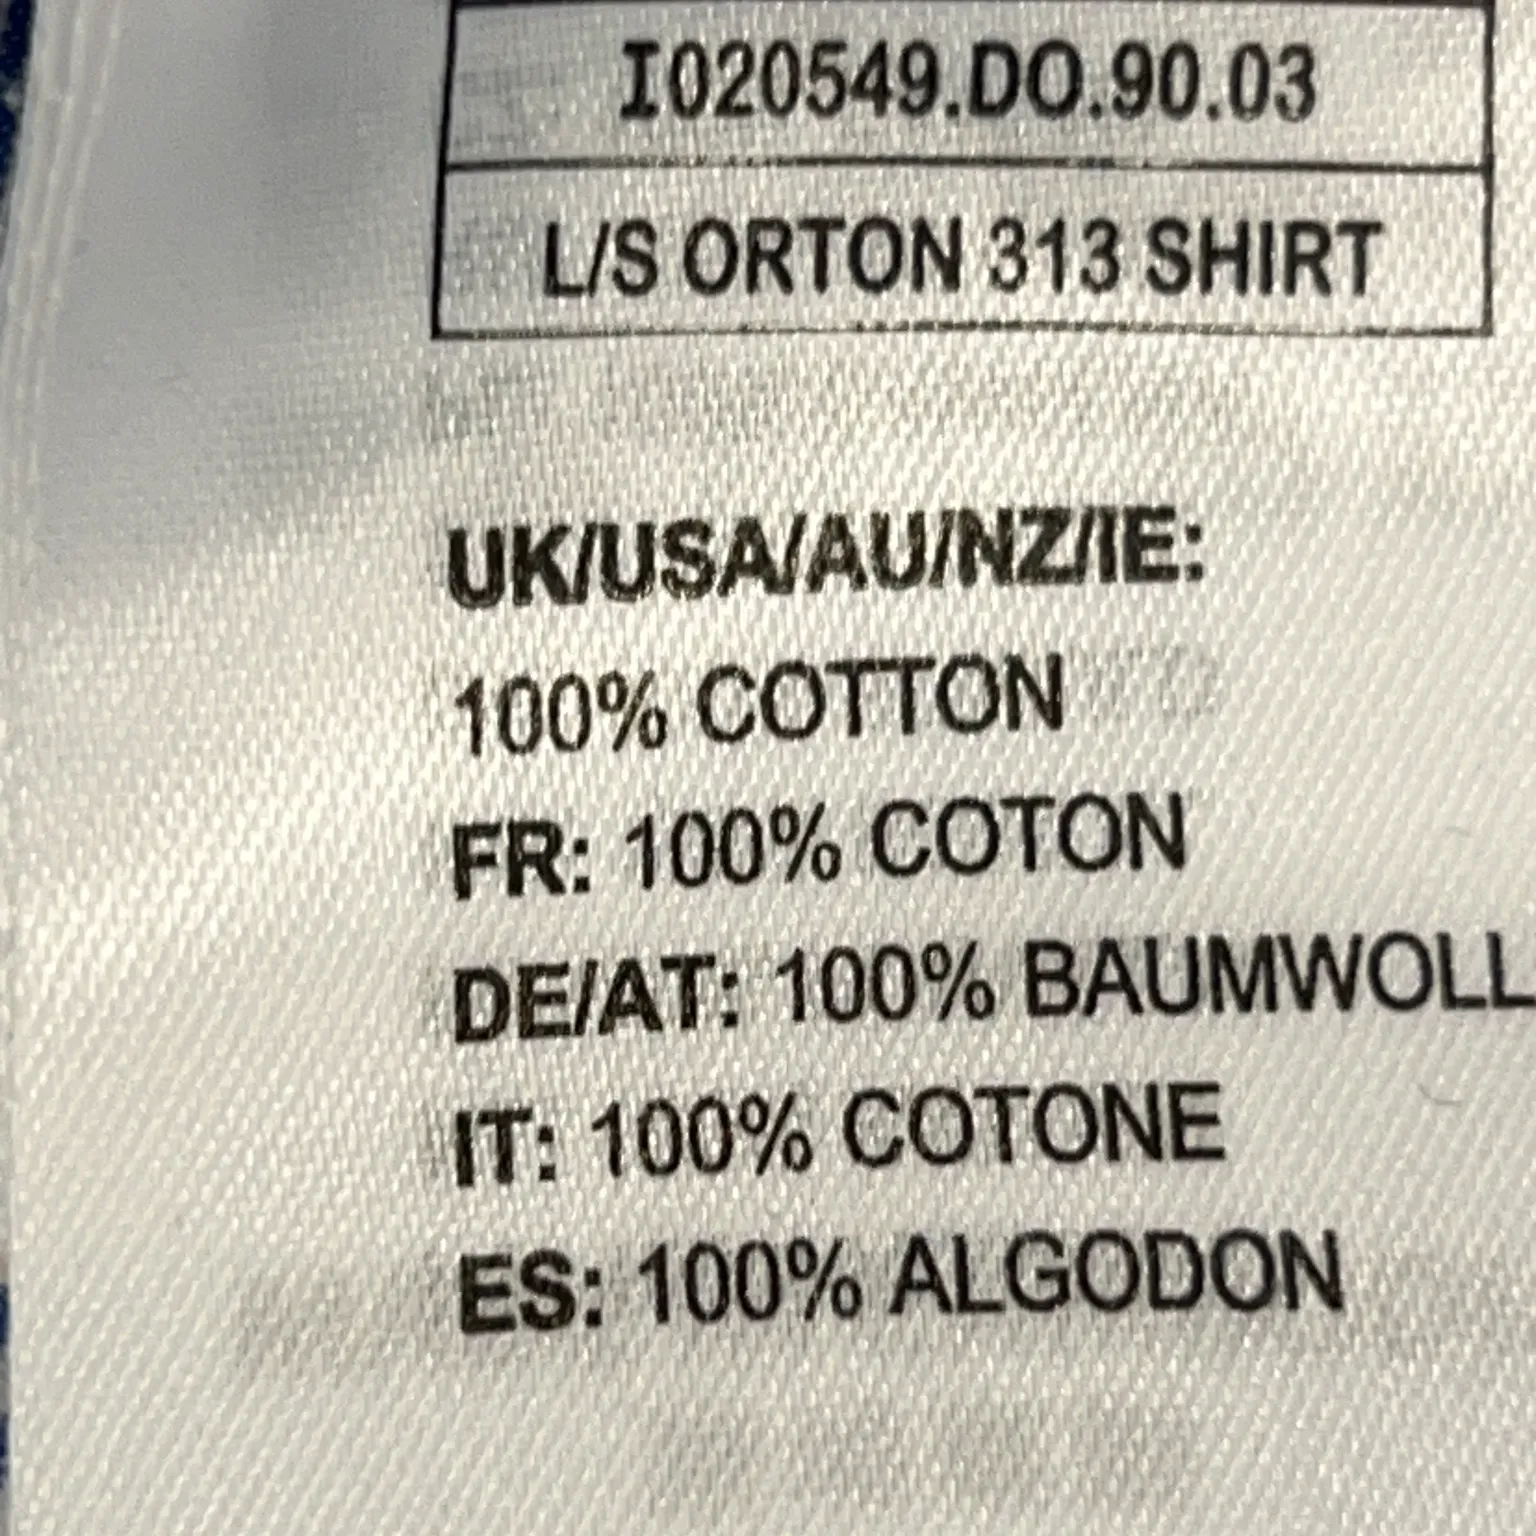 I020549.DO.90.03
L/S ORTON 313 SHIRT
UK/USA/AU/NZ/IE:
100% COTTON
FR: 100% COTON
DE/AT: 100% BAUMWOLL
IT: 100% COTONE
ES: 100% ALGODON